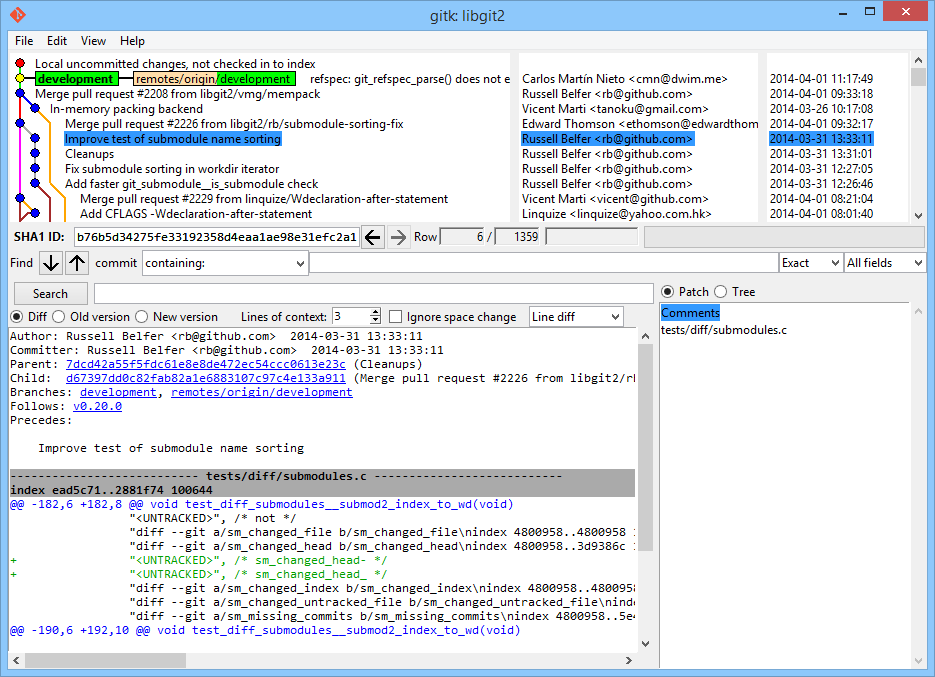 gitk: libgit2
File Edit View Help
Local uncommitted changes, not checked in to index
development remotes/origin/development refspec: git_refspec_parse() does not e Carlos Martín Nieto <cmn@dwim.me> 2014-04-01 11:17:49
Merge pull request #2208 from libgit2/vmg/mempack Russell Belfer <rb@github.com> 2014-04-01 09:33:18
In-memory packing backend Vicent Marti <tanoku@gmail.com> 2014-03-26 10:17:08
Merge pull request #2226 from libgit2/rb/submodule-sorting-fix Edward Thomson <ethomson@edwardthom 2014-04-01 09:32:17
Improve test of submodule name sorting Russell Belfer <rb@github.com> 2014-03-31 13:33:11
Cleanups Russell Belfer <rb@github.com> 2014-03-31 13:31:01
Fix submodule sorting in workdir iterator Russell Belfer <rb@github.com> 2014-03-31 12:27:05
Add faster git_submodule__is_submodule check Russell Belfer <rb@github.com> 2014-03-31 12:26:46
Merge pull request #2229 from linquize/Wdeclaration-after-statement Vicent Marti <vicent@github.com> 2014-04-01 08:21:04
Add CFLAGS -Wdeclaration-after-statement Linquize <linquize@yahoo.com.hk> 2014-04-01 08:01:40
SHA1 ID: b76b5d34275fe33192358d4eaa1ae98e31efc2a1 Row 6 / 1359
Find commit containing: Exact All fields
Search
Patch Tree
Diff Old version New version Lines of context: 3 Ignore space change Line diff
Comments
tests/diff/submodules.c
Author: Russell Belfer <rb@github.com> 2014-03-31 13:33:11
Committer: Russell Belfer <rb@github.com> 2014-03-31 13:33:11
Parent: 7dcd42a55f5fdc61e8e8de472ec54ccc0613e23c (Cleanups)
Child: d67397dd0c82fab82a1e6883107c97c4e133a911 (Merge pull request #2226 from libgit2/rb
Branches: development, remotes/origin/development
Follows: v0.20.0
Precedes:
Improve test of submodule name sorting
-------------------------- tests/diff/submodules.c --------------------------
index ead5c71..2881f74 100644
@@ -182,6 +182,8 @@ void test_diff_submodules__submod2_index_to_wd(void)
"<UNTRACKED>", /* not */
"diff --git a/sm_changed_file b/sm_changed_file\nindex 4800958..4800958 1
"diff --git a/sm_changed_head b/sm_changed_head\nindex 4800958..3d9386c 1
+ "<UNTRACKED>", /* sm_changed_head- */
+ "<UNTRACKED>", /* sm_changed_head_ */
"diff --git a/sm_changed_index b/sm_changed_index\nindex 4800958..4800958
"diff --git a/sm_changed_untracked_file b/sm_changed_untracked_file\ninde
"diff --git a/sm_missing_commits b/sm_missing_commits\nindex 4800958..5e4
@@ -190,6 +192,10 @@ void test_diff_submodules__submod2_index_to_wd(void)